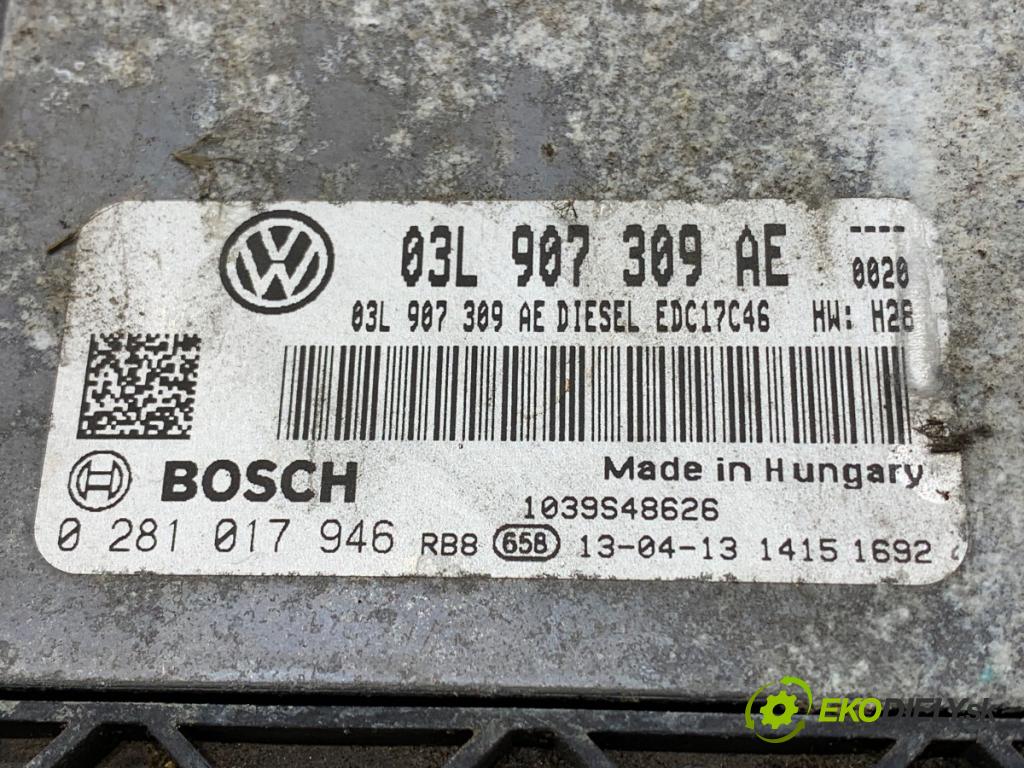 03L 907 309 AE ----
0020
03L 907 309 AE DIESEL EDC17C46 HW: H28
BOSCH Made in Hungary
1039S48626
0 281 017 946 RB8 658 13-04-13 1415 1692
EKODIELY.sk